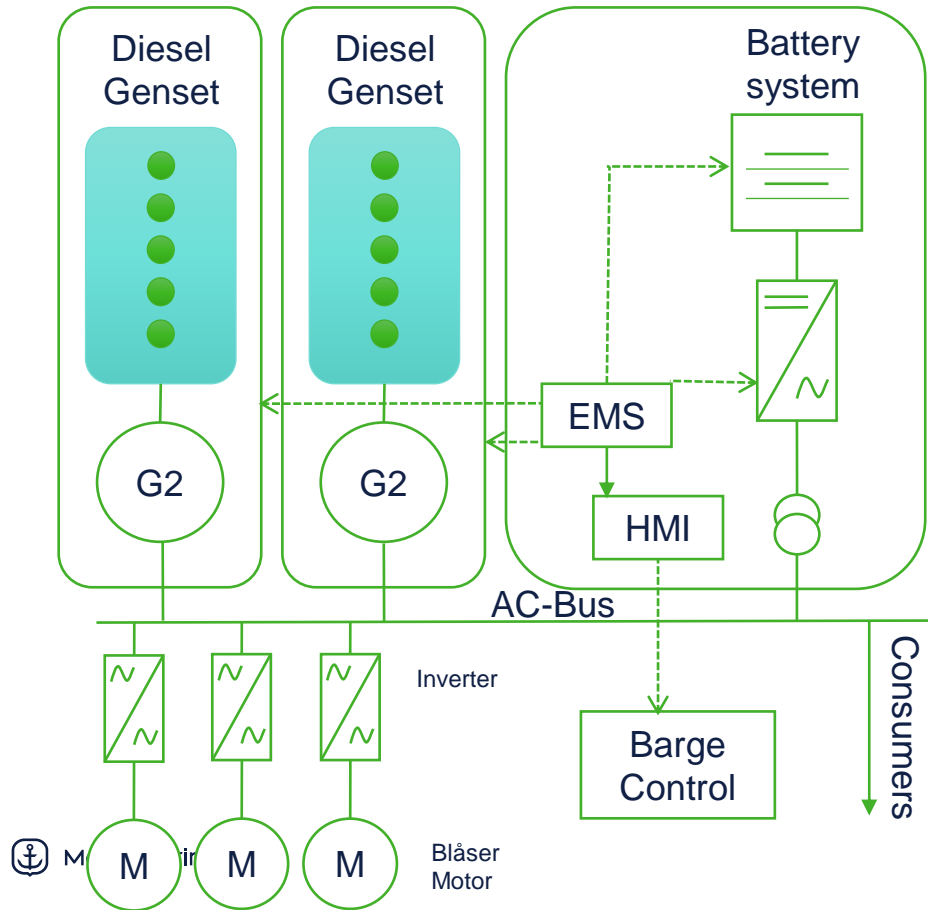 Diesel
Genset
Diesel
Genset
Battery
system
EMS
G2
G2
HMI
AC-Bus
Inverter
Consumers
Barge
Control
Blåser
Motor
M
M
M